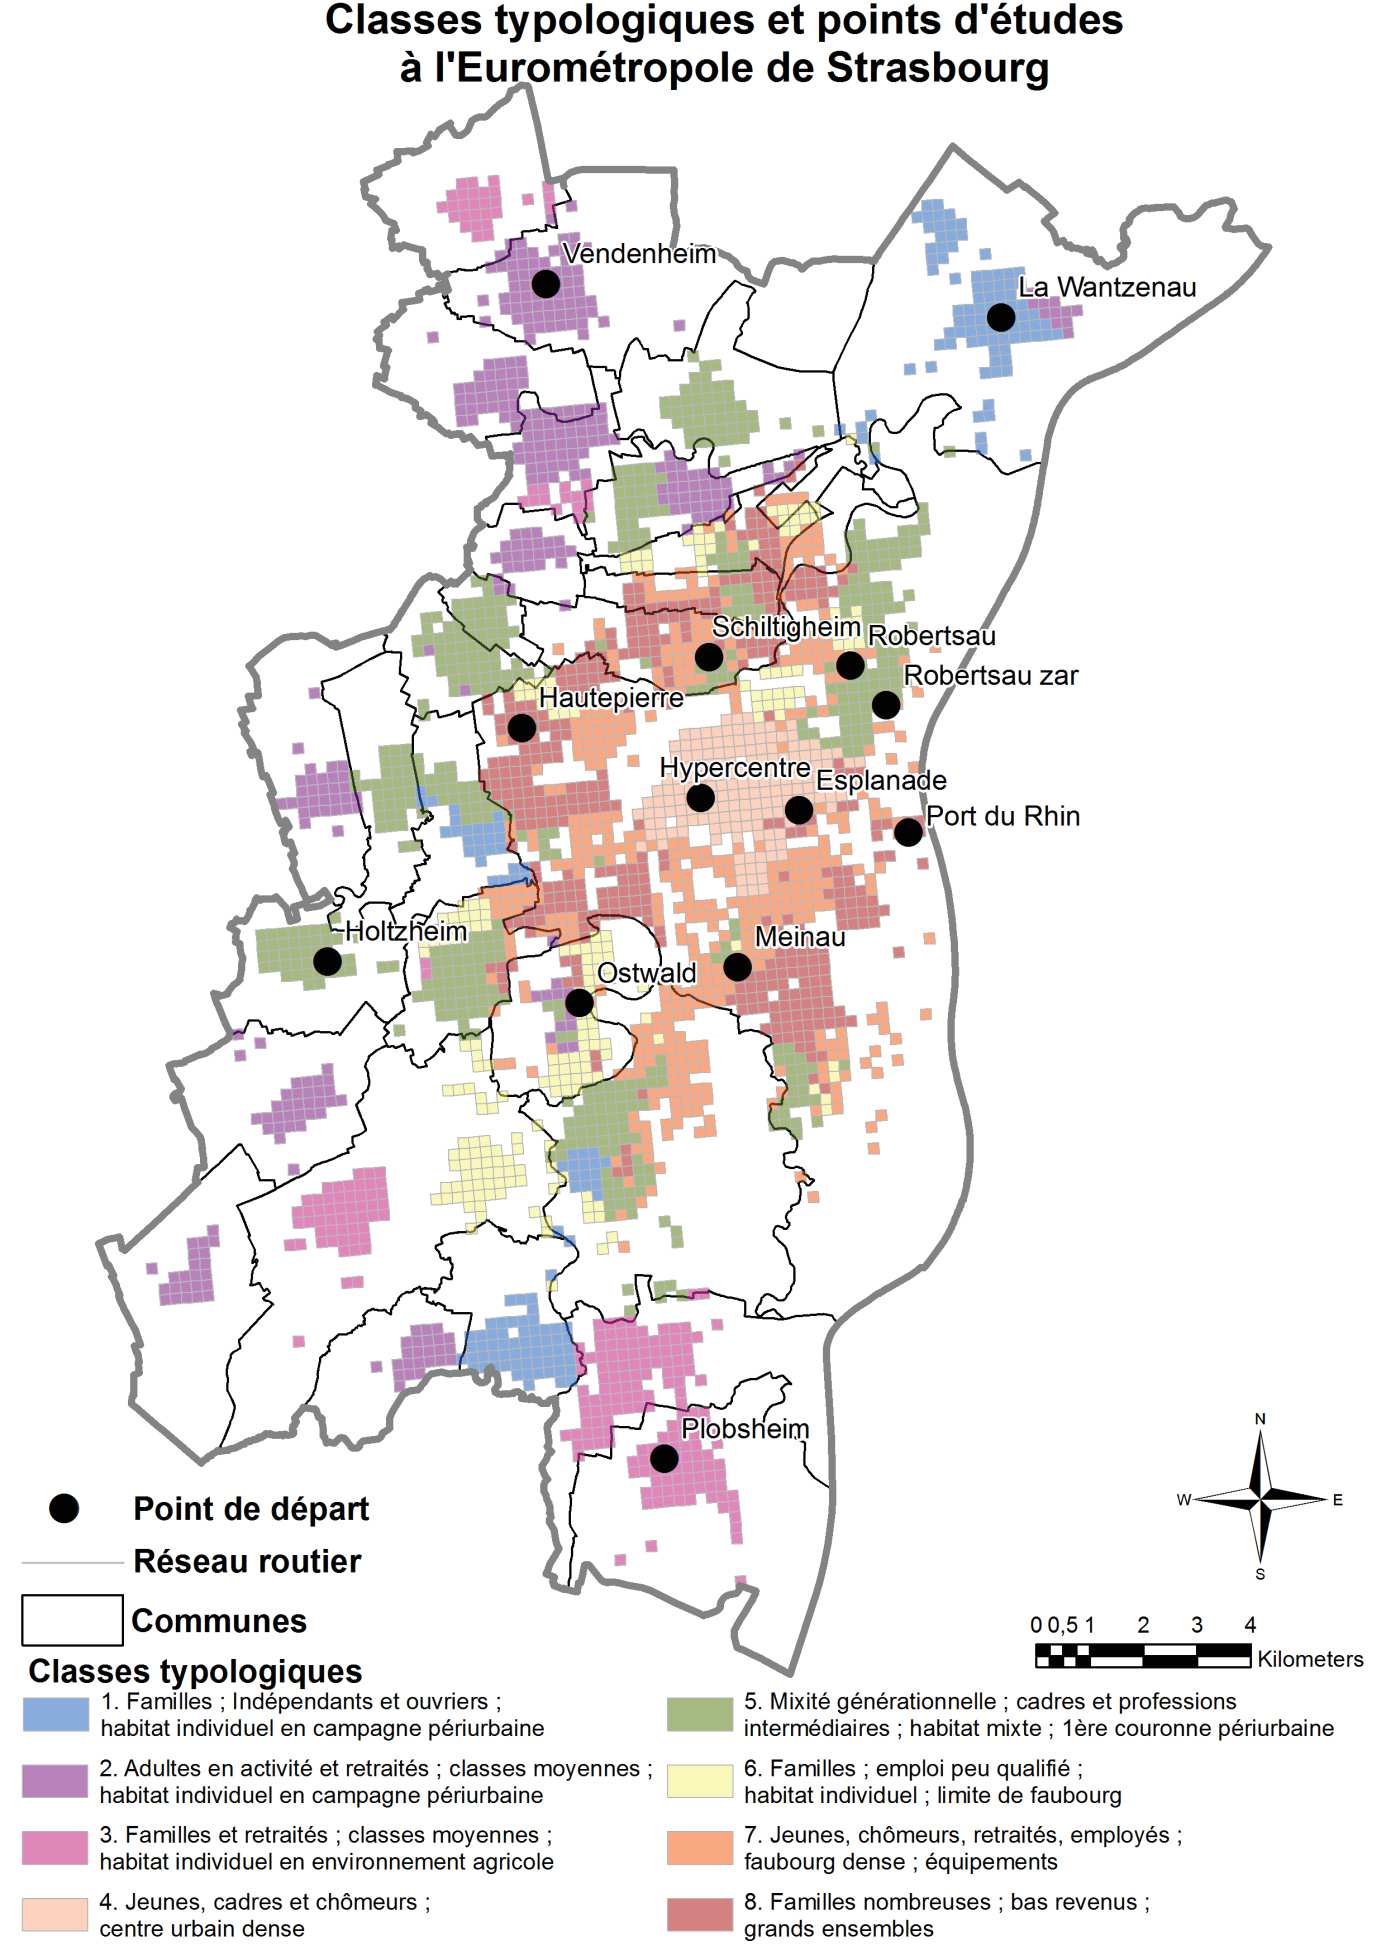 Classes typologiques et points d'études
à l'Eurométropole de Strasbourg
Vendenheim
La Wantzenau
Schiltigheim
Robertsau
Robertsau zar
Hautepierre
Hypercentre
Esplanade
Port du Rhin
Holtzheim
Meinau
Ostwald
Plobsheim
N
W
E
S
Point de départ
Réseau routier
Communes
0 0,5 1 2 3 4
Kilometers
Classes typologiques
1. Familles ; Indépendants et ouvriers ;
habitat individuel en campagne périurbaine
2. Adultes en activité et retraités ; classes moyennes ;
habitat individuel en campagne périurbaine
3. Familles et retraités ; classes moyennes ;
habitat individuel en environnement agricole
4. Jeunes, cadres et chômeurs ;
centre urbain dense
5. Mixité générationnelle ; cadres et professions
intermédiaires ; habitat mixte ; 1ère couronne périurbaine
6. Familles ; emploi peu qualifié ;
habitat individuel ; limite de faubourg
7. Jeunes, chômeurs, retraités, employés ;
faubourg dense ; équipements
8. Familles nombreuses ; bas revenus ;
grands ensembles